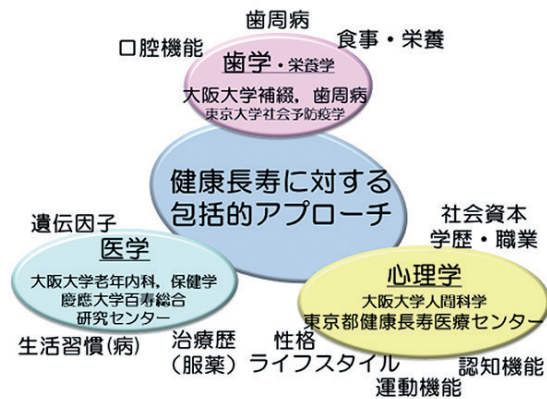 歯周病
口腔機能
食事・栄養
歯学・栄養学
大阪大学補綴，歯周病
東京大学社会予防疫学
健康長寿に対する
包括的アプローチ
遺伝因子
医学
大阪大学老年内科，保健学
慶應大学百寿総合
研究センター
生活習慣(病)
治療歴
（服薬）
社会資本
学歴・職業
心理学
大阪大学人間科学
東京都健康長寿医療センター
性格
ライフスタイル
認知機能
運動機能